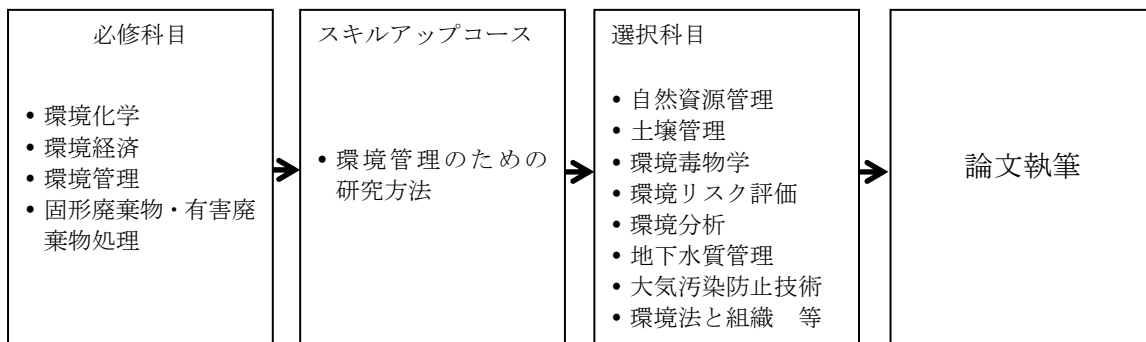 必修科目
• 環境化学
• 環境経済
• 環境管理
• 固形廃棄物・有害廃
棄物処理
スキルアップコース
• 環境管理のための
研究方法
選択科目
• 自然資源管理
• 土壌管理
• 環境毒物学
• 環境リスク評価
• 環境分析
• 地下水質管理
• 大気汚染防止技術
• 環境法と組織　等
論文執筆